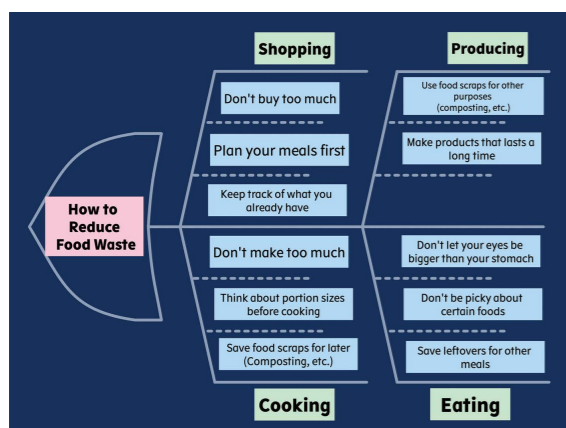 Shopping
Producing
Don't buy too much
Plan your meals first
Keep track of what you
already have
Use food scraps for other
purposes
(composting, etc.)
Make products that lasts a
long time
How to
Reduce
Food Waste
Don't make too much
Think about portion sizes
before cooking
Save food scraps for later
(Composting, etc.)
Don't let your eyes be
bigger than your stomach
Don't be picky about
certain foods
Save leftovers for other
meals
Cooking
Eating